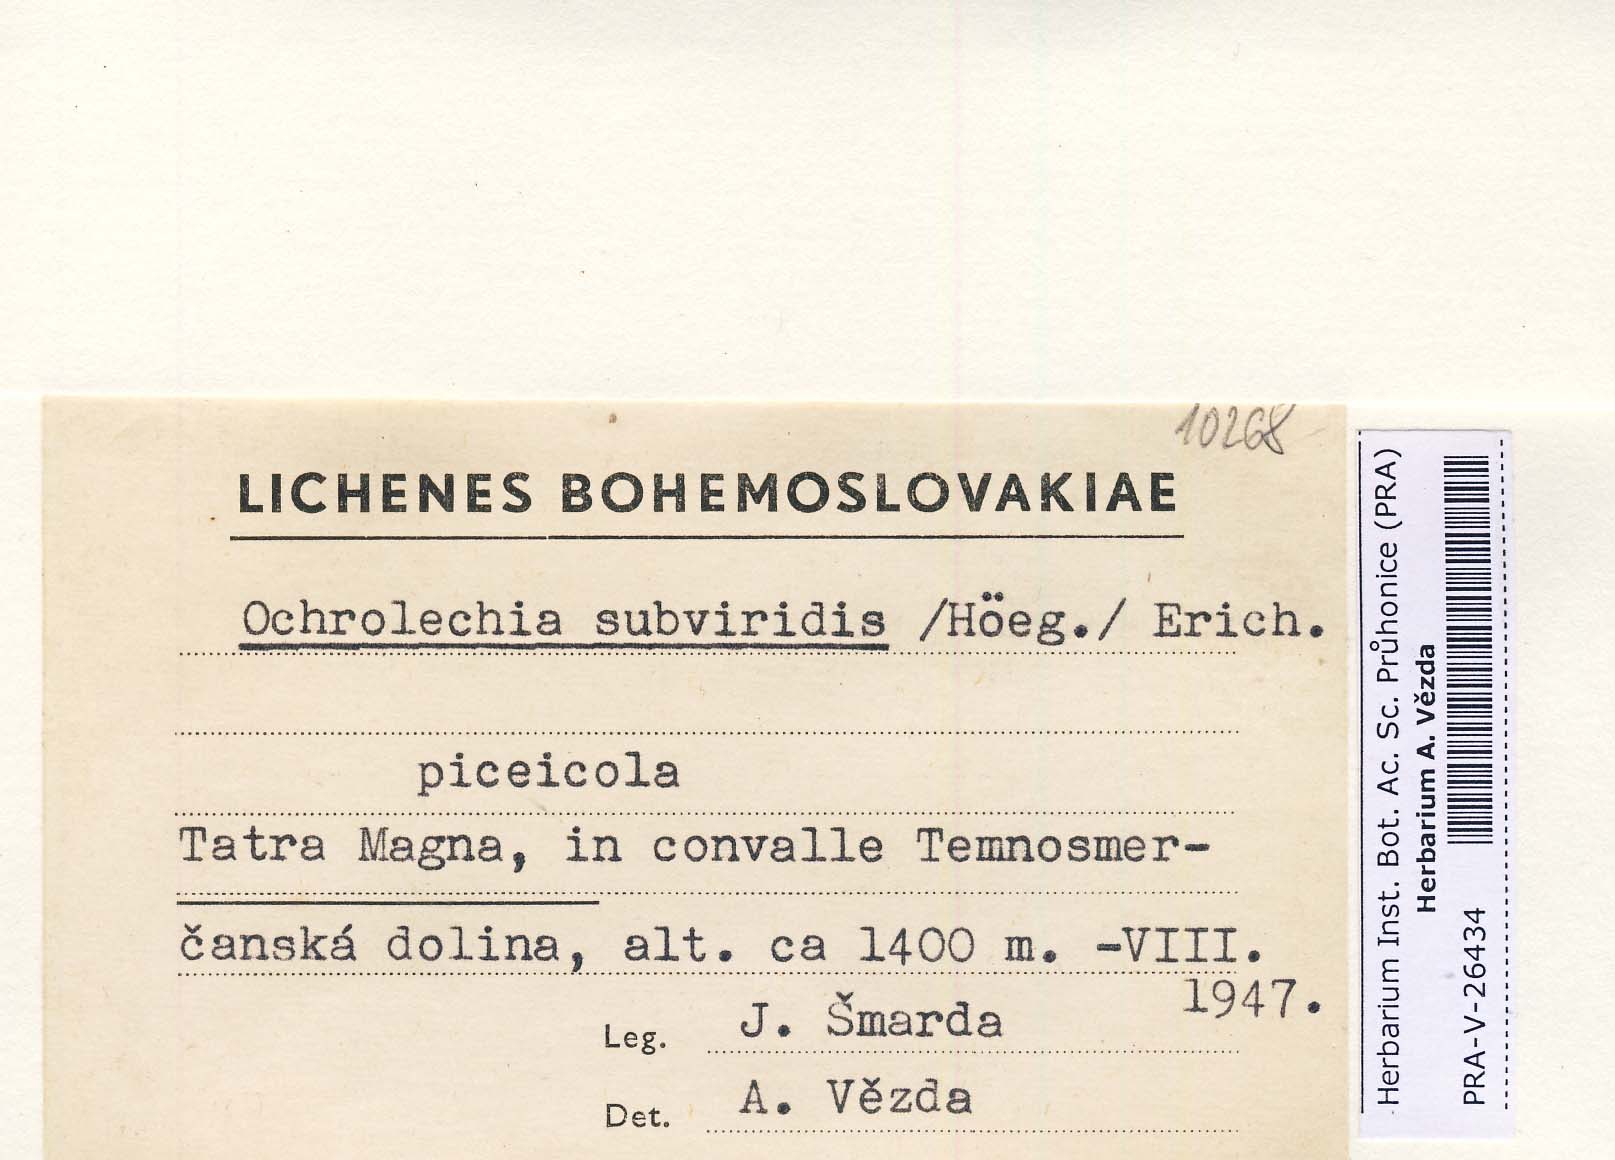 10268
LICHENES BOHEMOSLOVAKIAE
Ochrolechia subviridis /Höeg./ Erich.
piceicola
Tatra Magna, in convalle Temnosmer-
čanská dolina, alt. ca 1400 m. -VIII.
1947.
Leg. J. Šmarda
Det. A. Vězda
Herbarium Inst. Bot. Ac. Sc. Průhonice (PRA)
Herbarium A. Vězda
PRA-V-26434